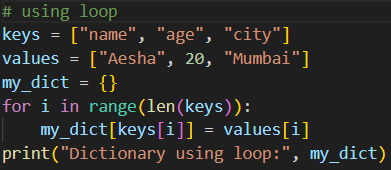 # using loop
keys = ["name", "age", "city"]
values = ["Aesha", 20, "Mumbai"]
my_dict = {}
for i in range(len(keys)):
    my_dict[keys[i]] = values[i]
print("Dictionary using loop:", my_dict)